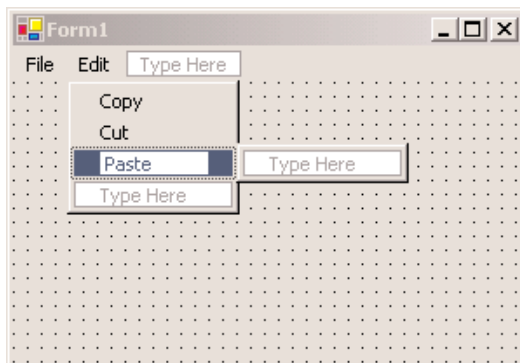 Form1
File Edit Type Here
Copy
Cut
Paste Type Here
Type Here